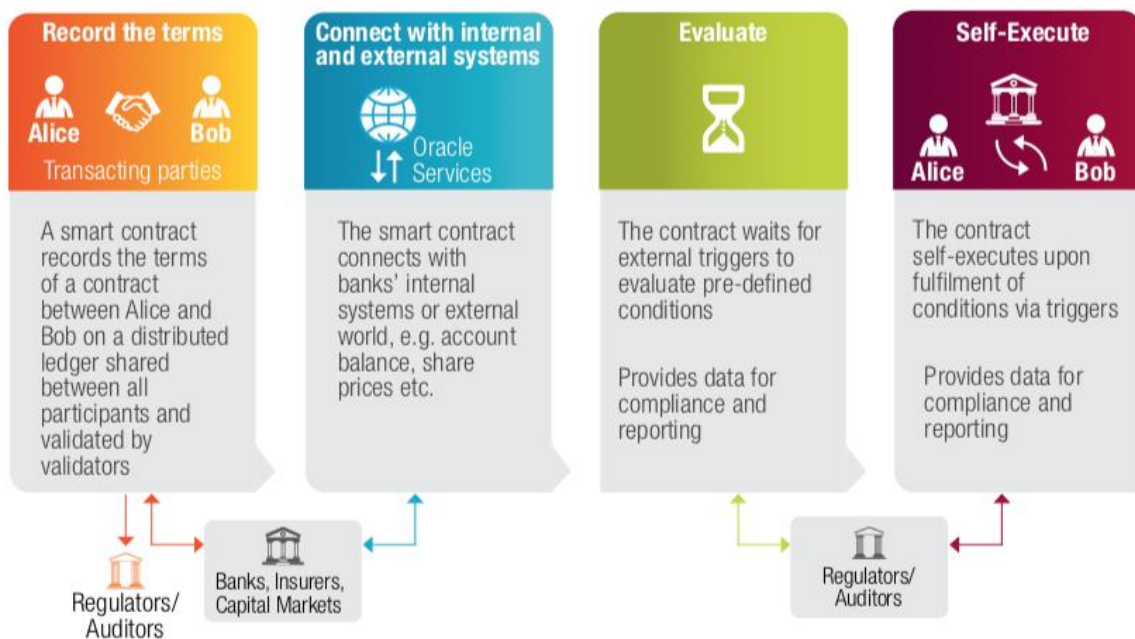 Record the terms
Alice
Bob
Transacting parties
A smart contract
records the terms
of a contract
between Alice and
Bob on a distributed
ledger shared
between all
participants and
validated by
validators
Connect with internal
and external systems
Oracle
Services
The smart contract
connects with
banks’ internal
systems or external
world, e.g. account
balance, share
prices etc.
Evaluate
The contract waits for
external triggers to
evaluate pre-defined
conditions
Provides data for
compliance and
reporting
Self-Execute
Alice
Bob
The contract
self-executes upon
fulfilment of
conditions via triggers
Provides data for
compliance and
reporting
Regulators/
Auditors
Banks, Insurers,
Capital Markets
Regulators/
Auditors